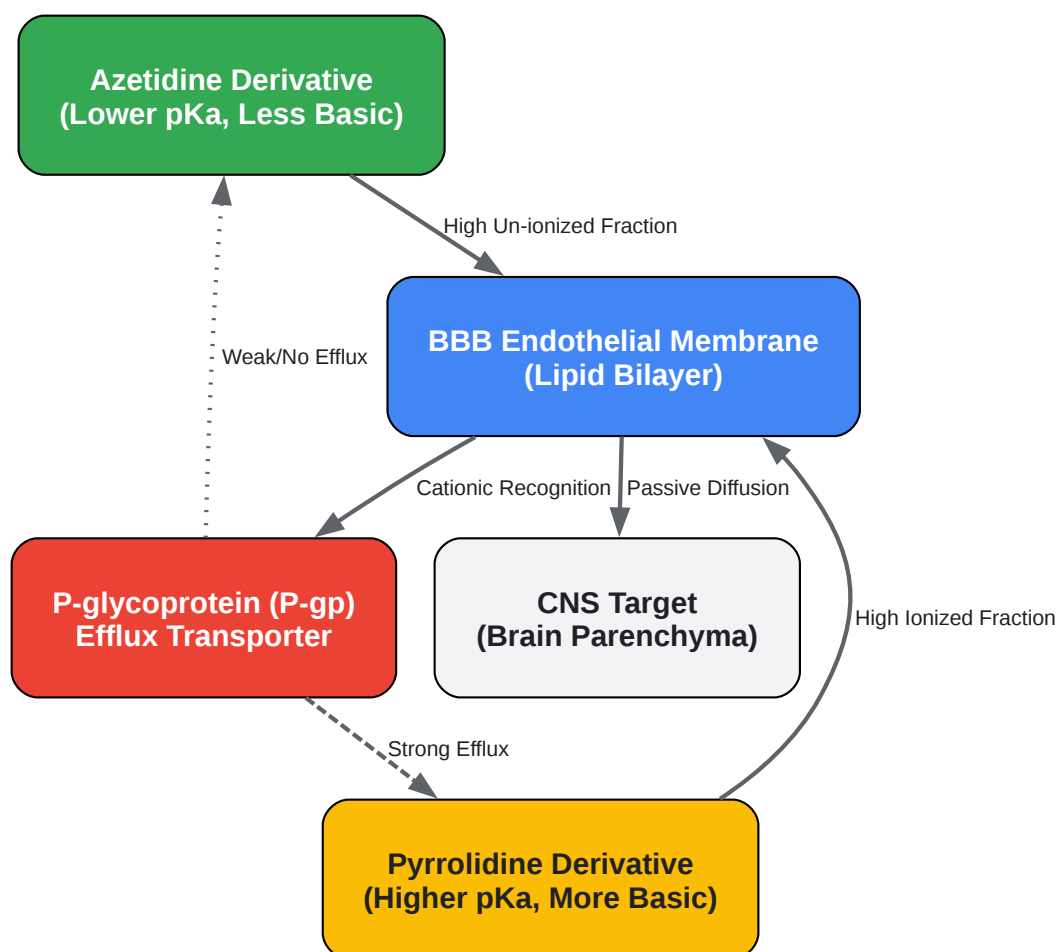 Azetidine Derivative
(Lower pKa, Less Basic)
High Un-ionized Fraction
BBB Endothelial Membrane
(Lipid Bilayer)
Weak/No Efflux
Cationic Recognition
Passive Diffusion
P-glycoprotein (P-gp)
Efflux Transporter
CNS Target
(Brain Parenchyma)
High Ionized Fraction
Strong Efflux
Pyrrolidine Derivative
(Higher pKa, More Basic)